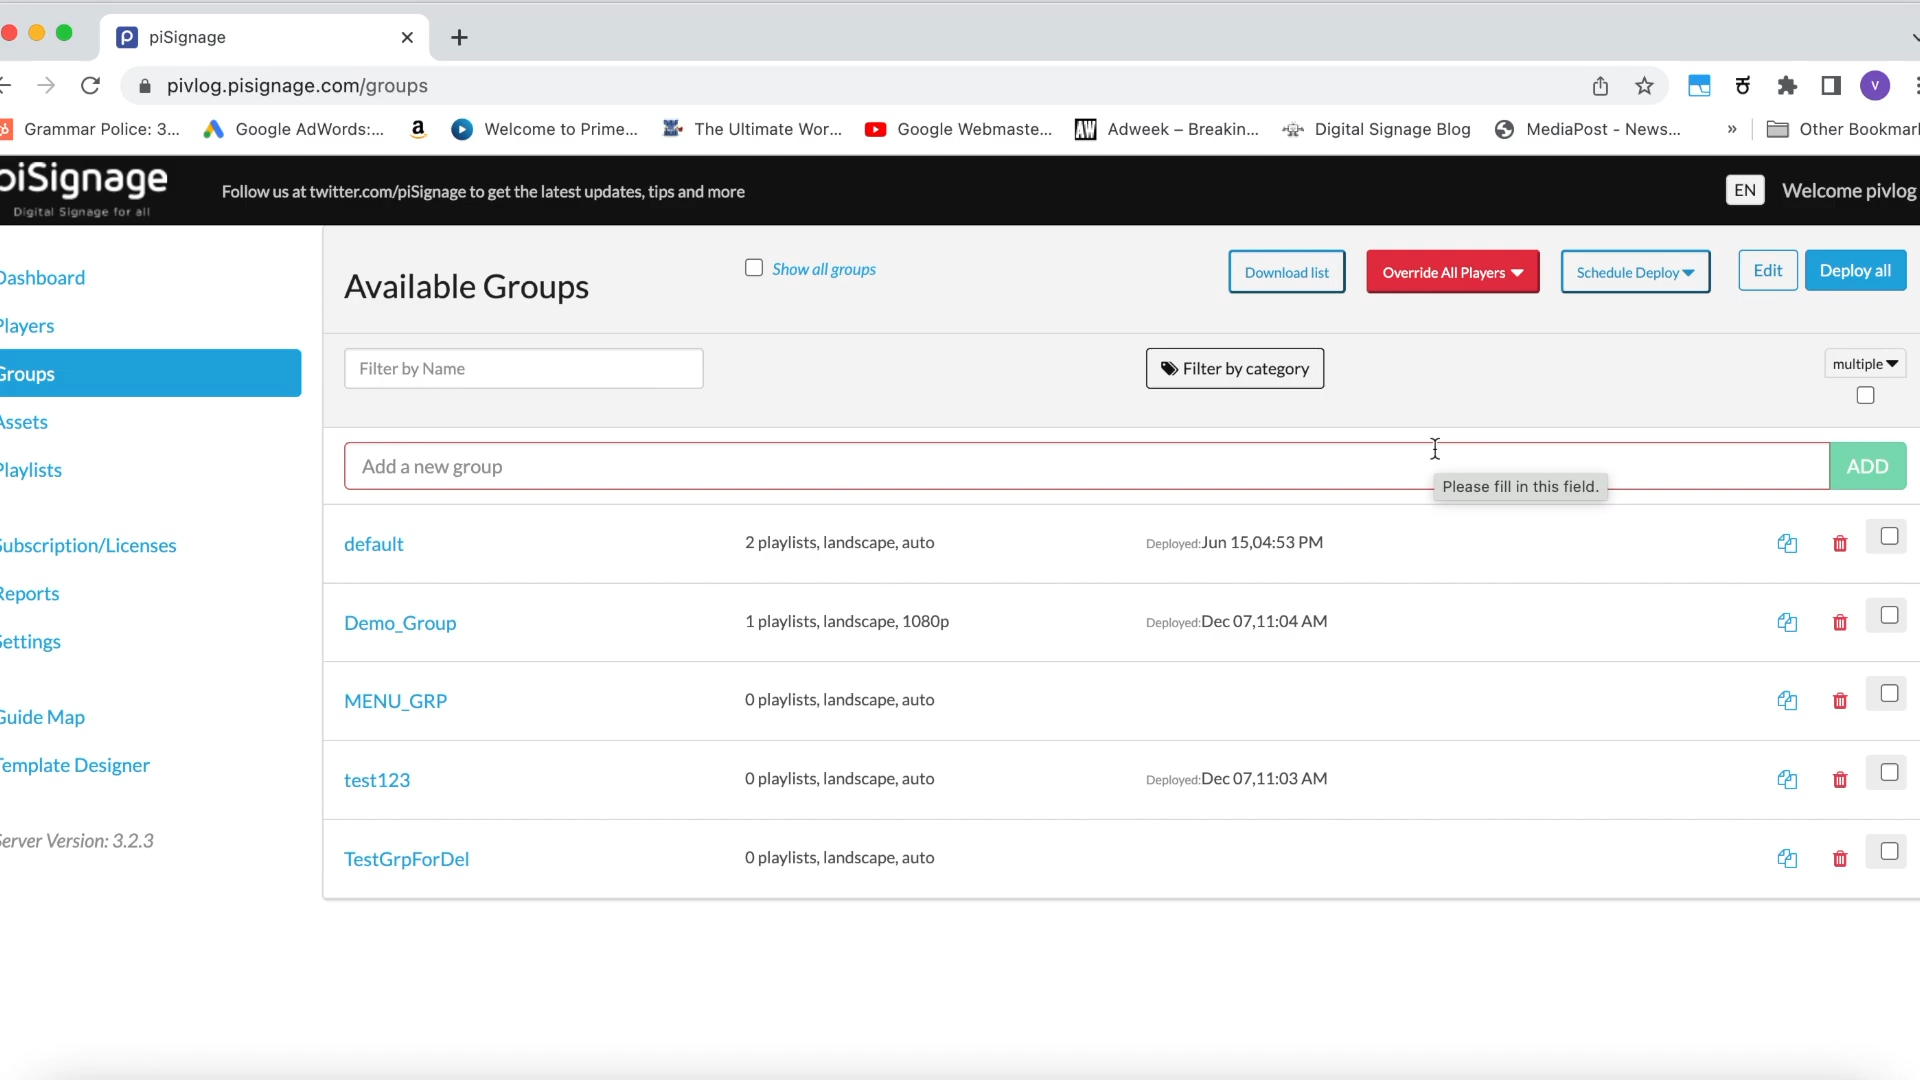 piSignage
pivlog.pisignage.com/groups
V
Grammar Police: 3...
Google AdWords:...
Welcome to Prime...
The Ultimate Wor...
Google Webmaste...
Adweek – Breakin...
Digital Signage Blog
MediaPost - News...
»
Other Bookmark
piSignage
Digital Signage for all
Follow us at twitter.com/piSignage to get the latest updates, tips and more
EN
Welcome pivlog
Dashboard
Players
Groups
Assets
Playlists
Subscription/Licenses
Reports
Settings
Guide Map
Template Designer
Server Version: 3.2.3
Available Groups
Show all groups
Download list
Override All Players
Schedule Deploy
Edit
Deploy all
Filter by Name
Filter by category
multiple
Add a new group
ADD
Please fill in this field.
default 2 playlists, landscape, auto Deployed:Jun 15,04:53 PM
Demo_Group 1 playlists, landscape, 1080p Deployed:Dec 07,11:04 AM
MENU_GRP 0 playlists, landscape, auto
test123 0 playlists, landscape, auto Deployed:Dec 07,11:03 AM
TestGrpForDel 0 playlists, landscape, auto